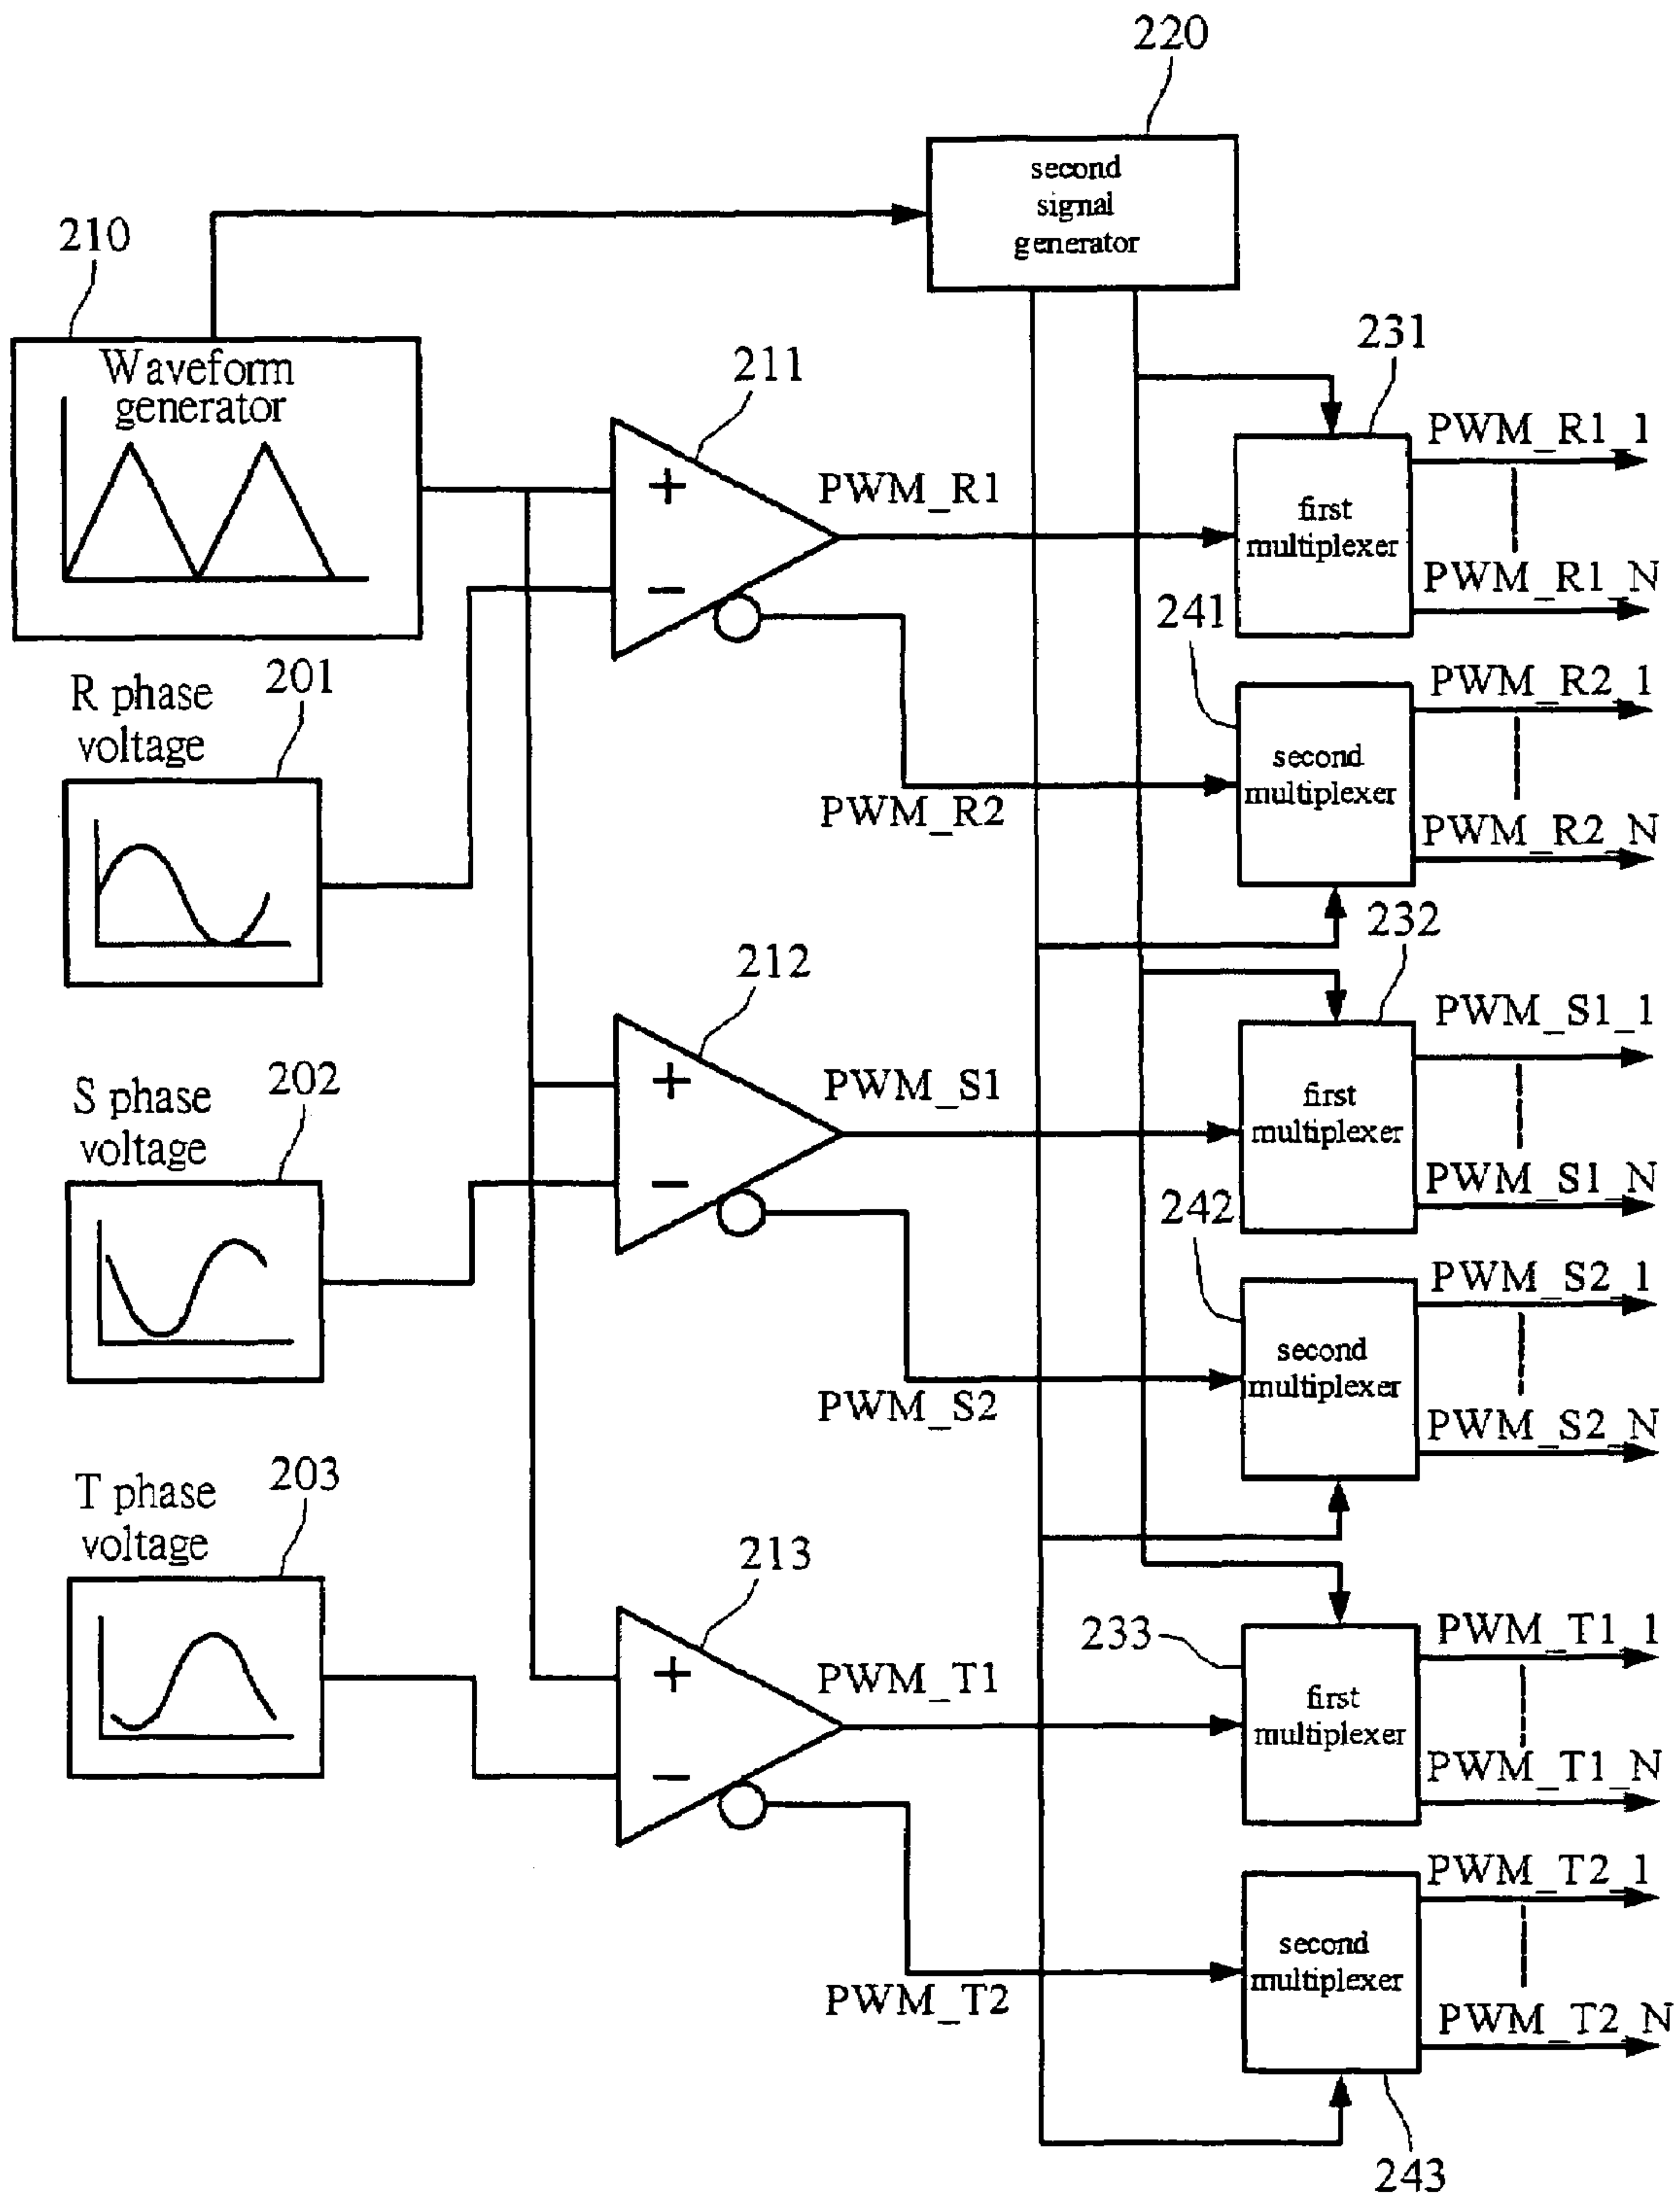 220
second
signal
generator
210
Waveform
generator
211
+
−
PWM_R1
PWM_R2
231
first
multiplexer
PWM_R1_1
PWM_R1_N
241
second
multiplexer
PWM_R2_1
PWM_R2_N
R phase
voltage
201
212
+
−
PWM_S1
PWM_S2
232
first
multiplexer
PWM_S1_1
PWM_S1_N
242
second
multiplexer
PWM_S2_1
PWM_S2_N
S phase
voltage
202
T phase
voltage
203
213
+
−
PWM_T1
PWM_T2
233
first
multiplexer
PWM_T1_1
PWM_T1_N
second
multiplexer
PWM_T2_1
PWM_T2_N
243